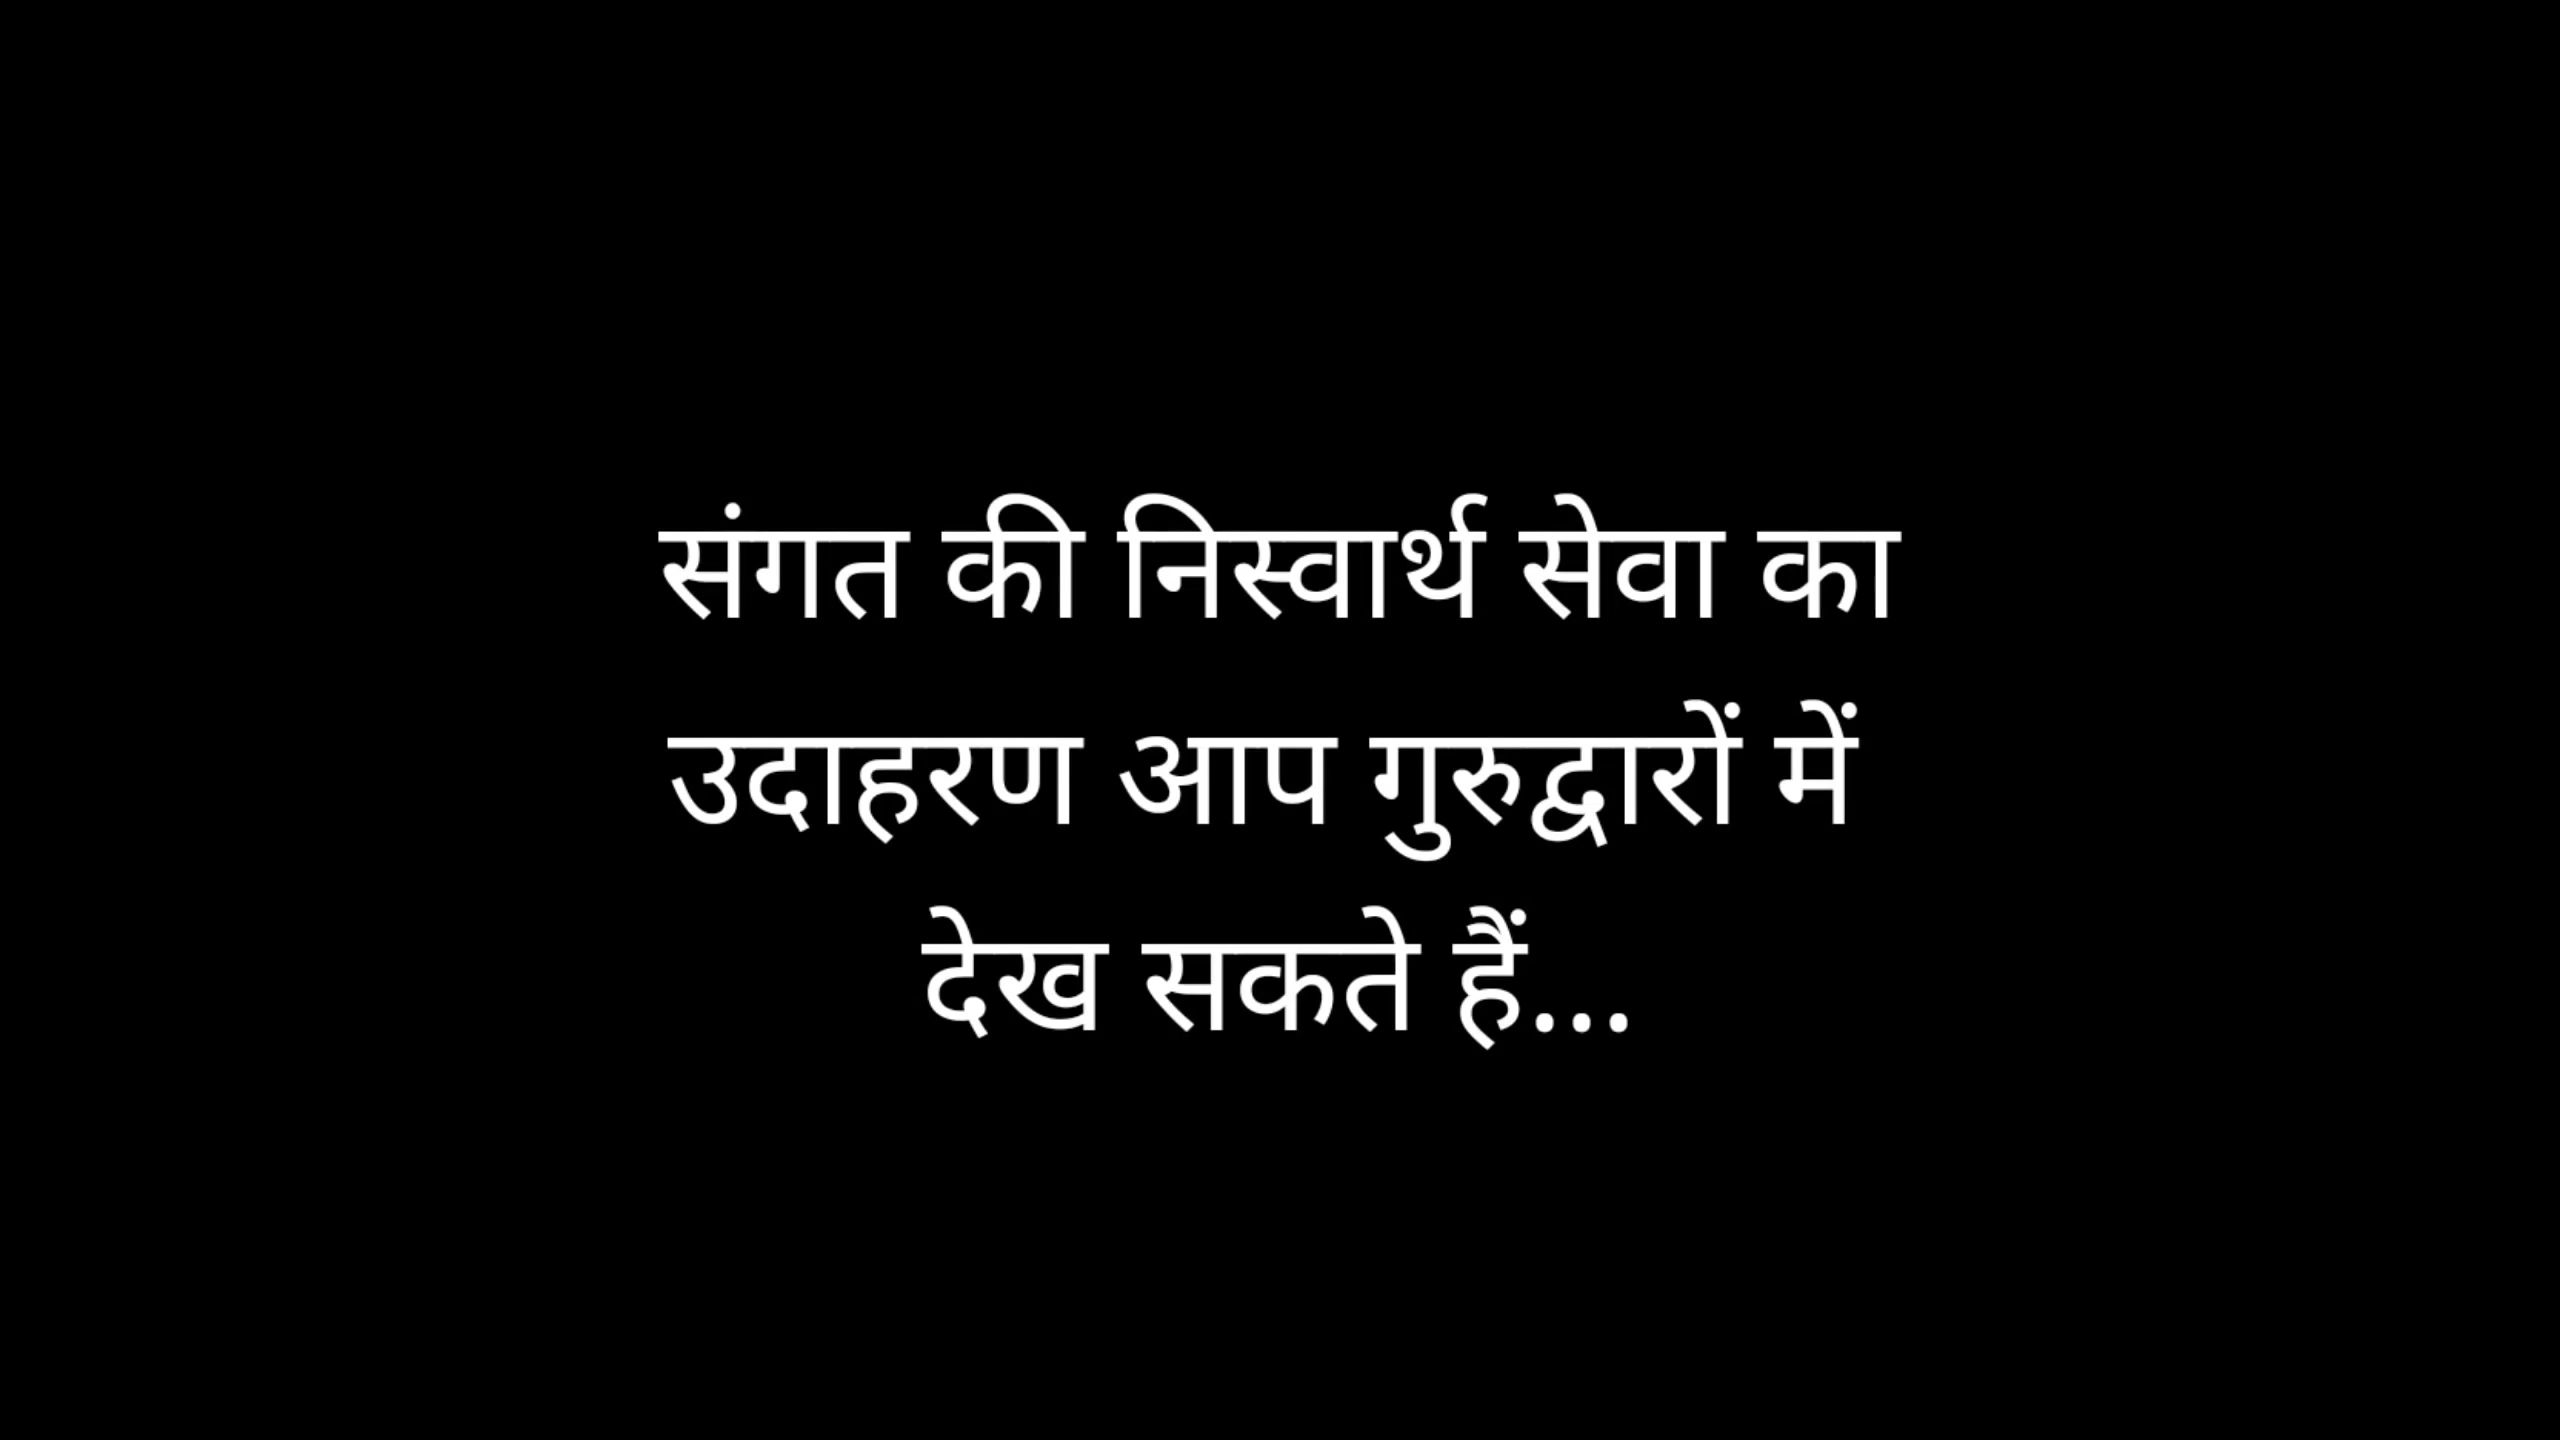 संगत की निस्वार्थ सेवा का
उदाहरण आप गुरुद्वारों में
देख सकते हैं...